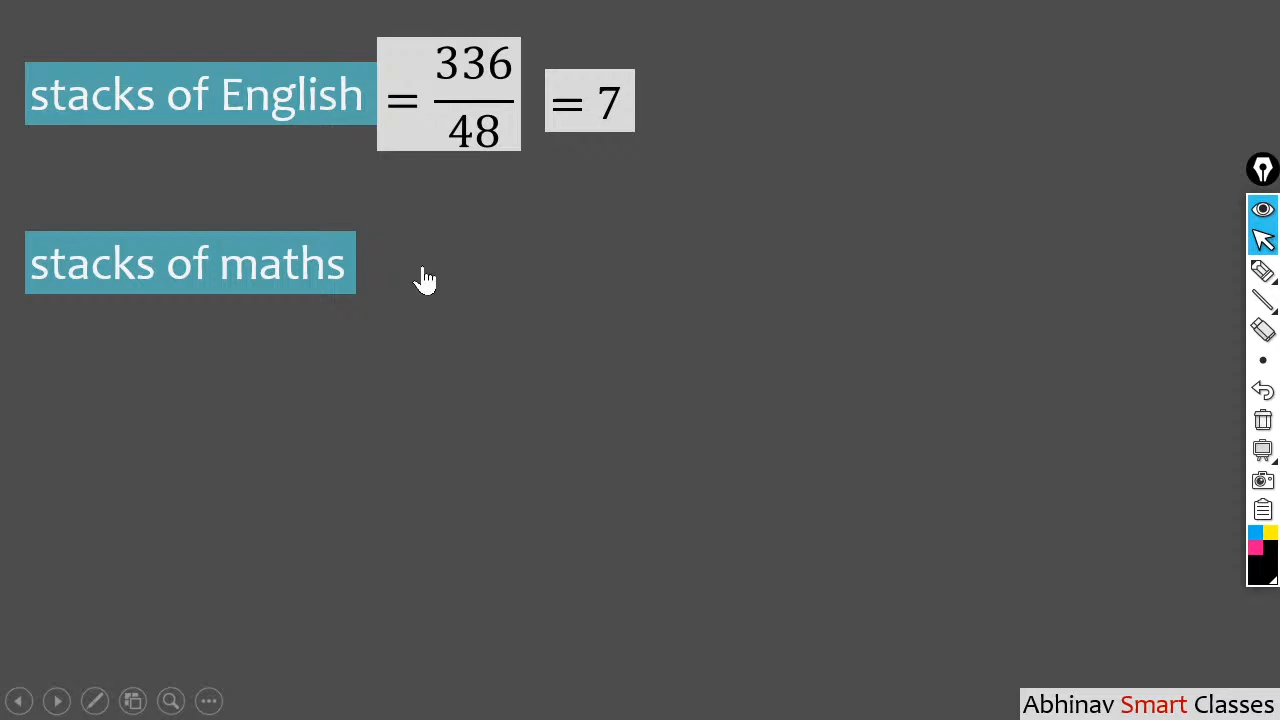 stacks of English = 336/48 = 7
stacks of maths
Abhinav Smart Classes